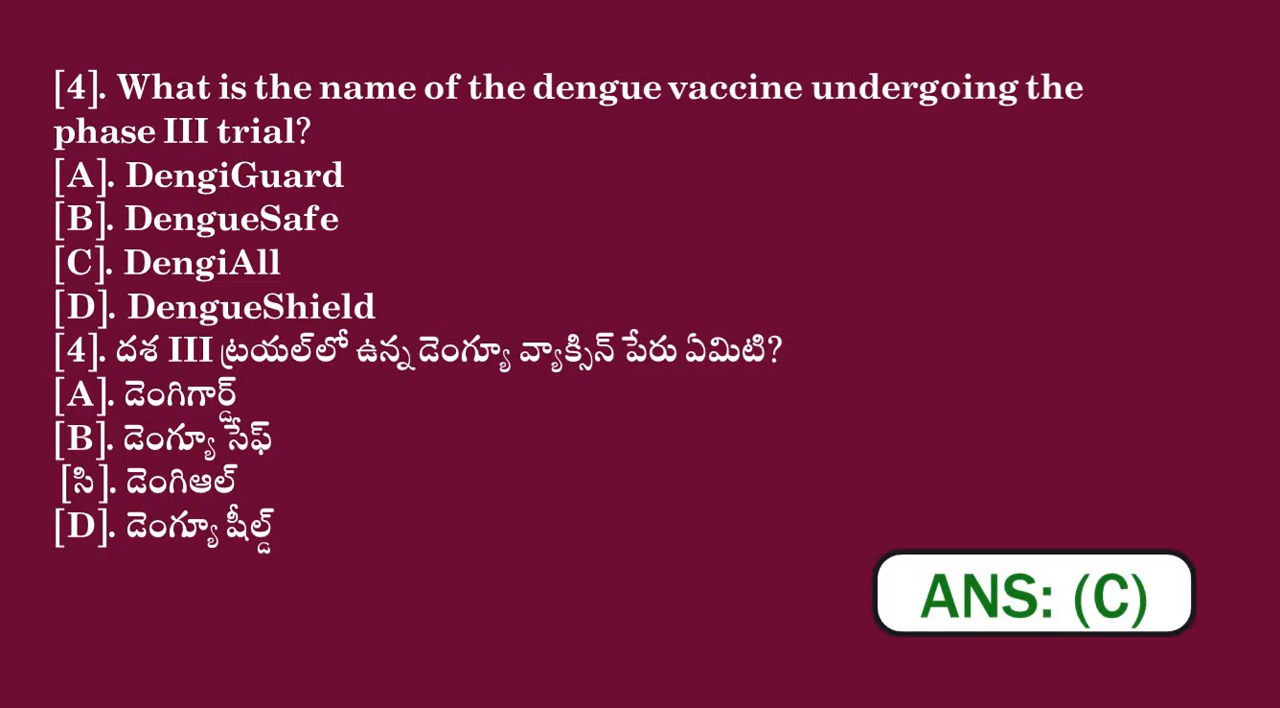 [4]. What is the name of the dengue vaccine undergoing the
phase III trial?
[A]. DengiGuard
[B]. DengueSafe
[C]. DengiAll
[D]. DengueShield
[4]. దశ III ట్రయల్‌లో ఉన్న డెంగ్యూ వ్యాక్సిన్ పేరు ఏమిటి?
[A]. డెంగిగార్డ్
[B]. డెంగ్యూ సేఫ్
[సి]. డెంగిఆల్
[D]. డెంగ్యూ షీల్డ్
ANS: (C)